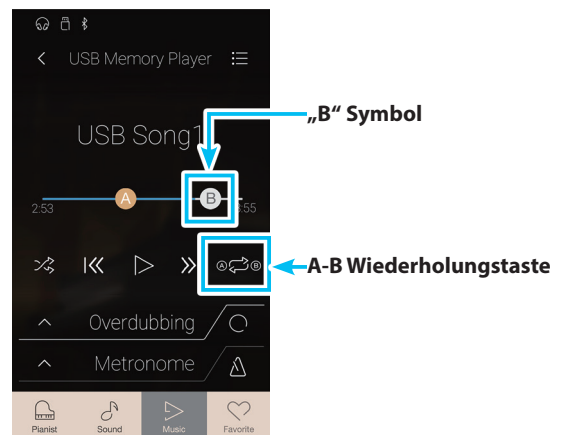 USB Memory Player
„B“ Symbol
USB Song1
A B
2:53 :55
A B
A-B Wiederholungstaste
Overdubbing
Metronome
Pianist Sound Music Favorite